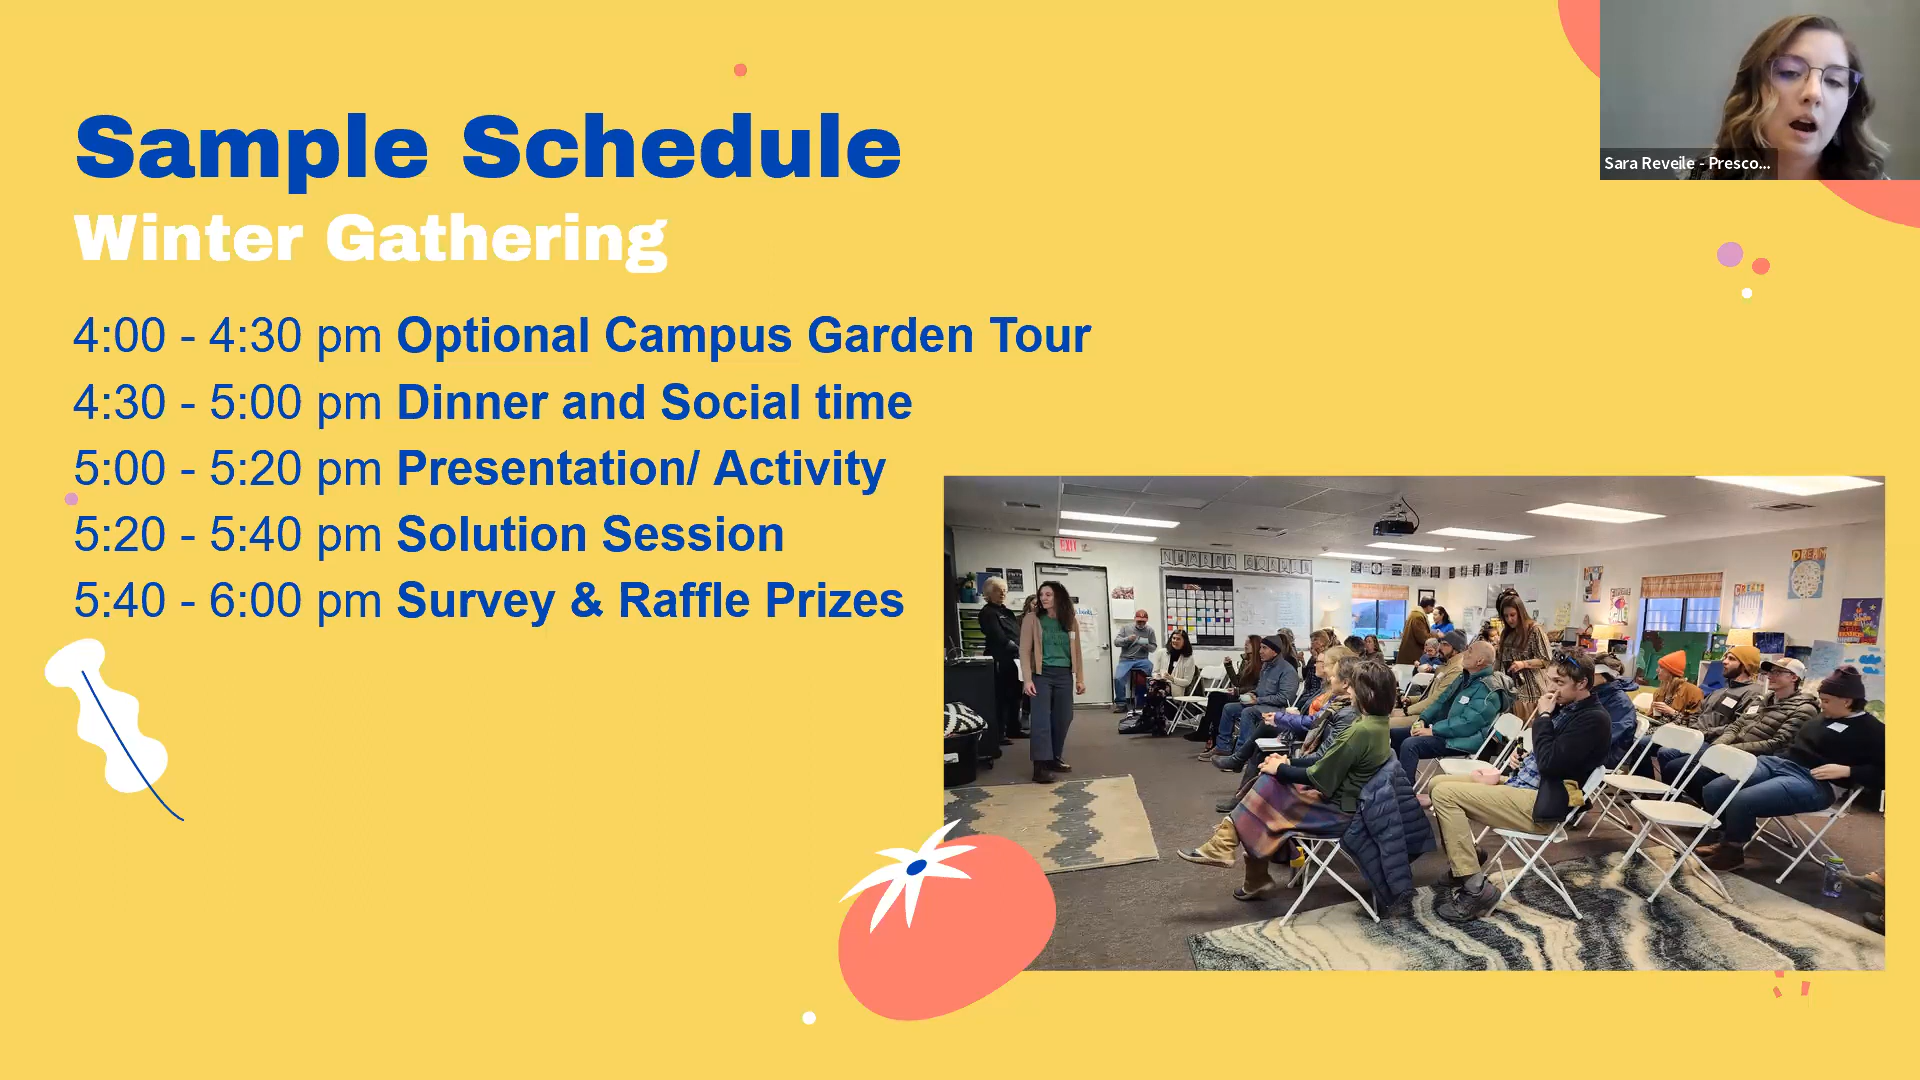 Sample Schedule
Winter Gathering
4:00 - 4:30 pm Optional Campus Garden Tour
4:30 - 5:00 pm Dinner and Social time
5:00 - 5:20 pm Presentation/ Activity
5:20 - 5:40 pm Solution Session
5:40 - 6:00 pm Survey & Raffle Prizes
Sara Reveile - Presco...
EXIT
DREAM